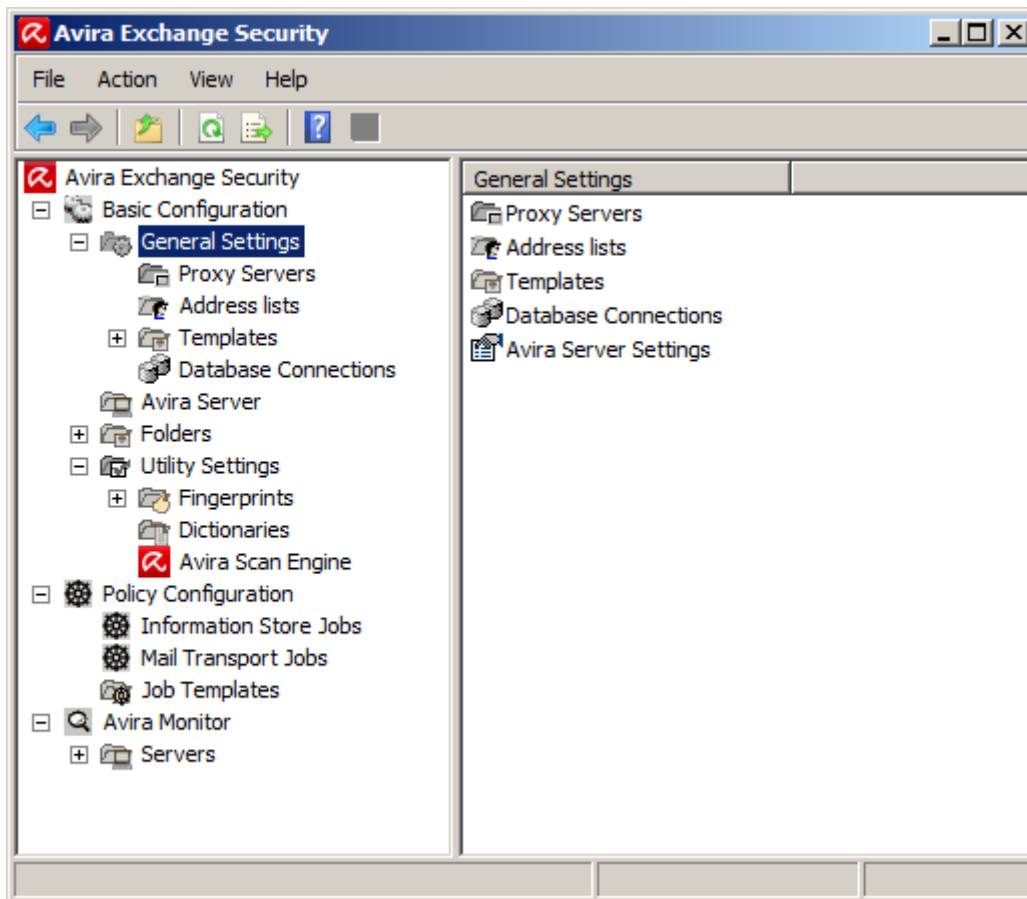 Avira Exchange Security
File Action View Help
Avira Exchange Security
Basic Configuration
General Settings
Proxy Servers
Address lists
Templates
Database Connections
Avira Server
Folders
Utility Settings
Fingerprints
Dictionaries
Avira Scan Engine
Policy Configuration
Information Store Jobs
Mail Transport Jobs
Job Templates
Avira Monitor
Servers
General Settings
Proxy Servers
Address lists
Templates
Database Connections
Avira Server Settings